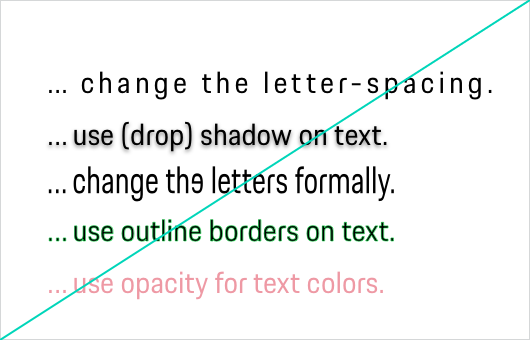 ... change the letter-spacing.
... use (drop) shadow on text.
... change thɘ letters formally.
... use outline borders on text.
... use opacity for text colors.